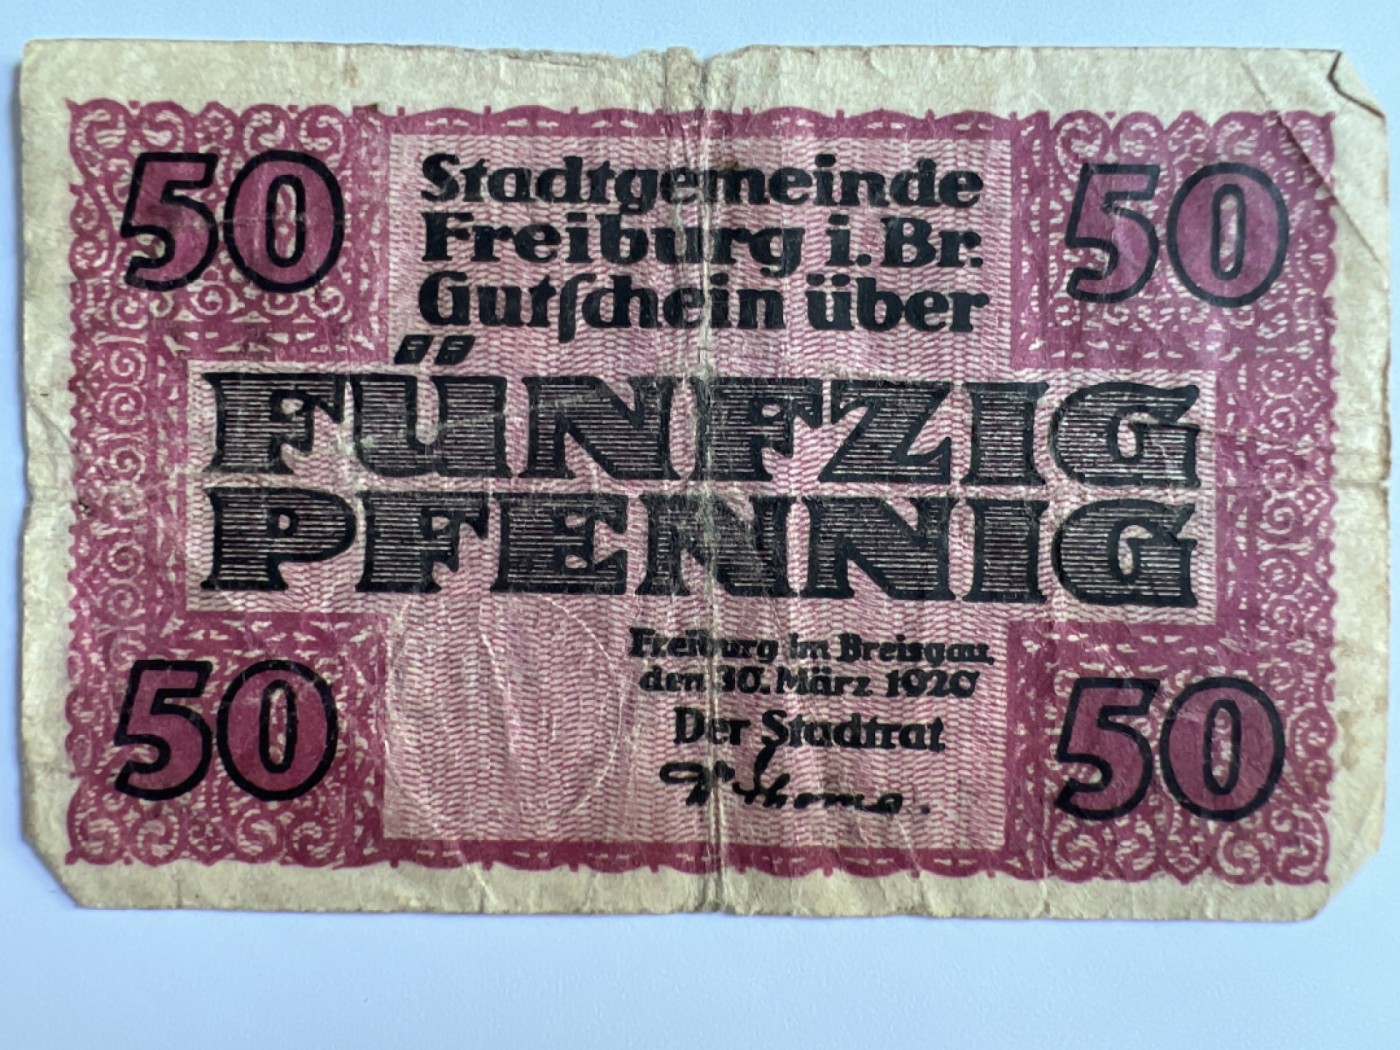 50 50
Stadtgemeinde
Freiburg i. Br.
Gutſchein über
FÜNFZIG
PFENNIG
Freiburg im Breisgau,
den 30. März 1920
Der Stadtrat
Thoma.
50 50